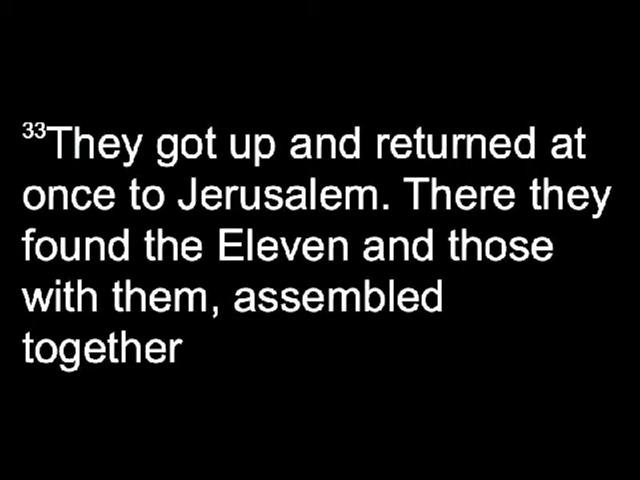 33They got up and returned at
once to Jerusalem. There they
found the Eleven and those
with them, assembled
together